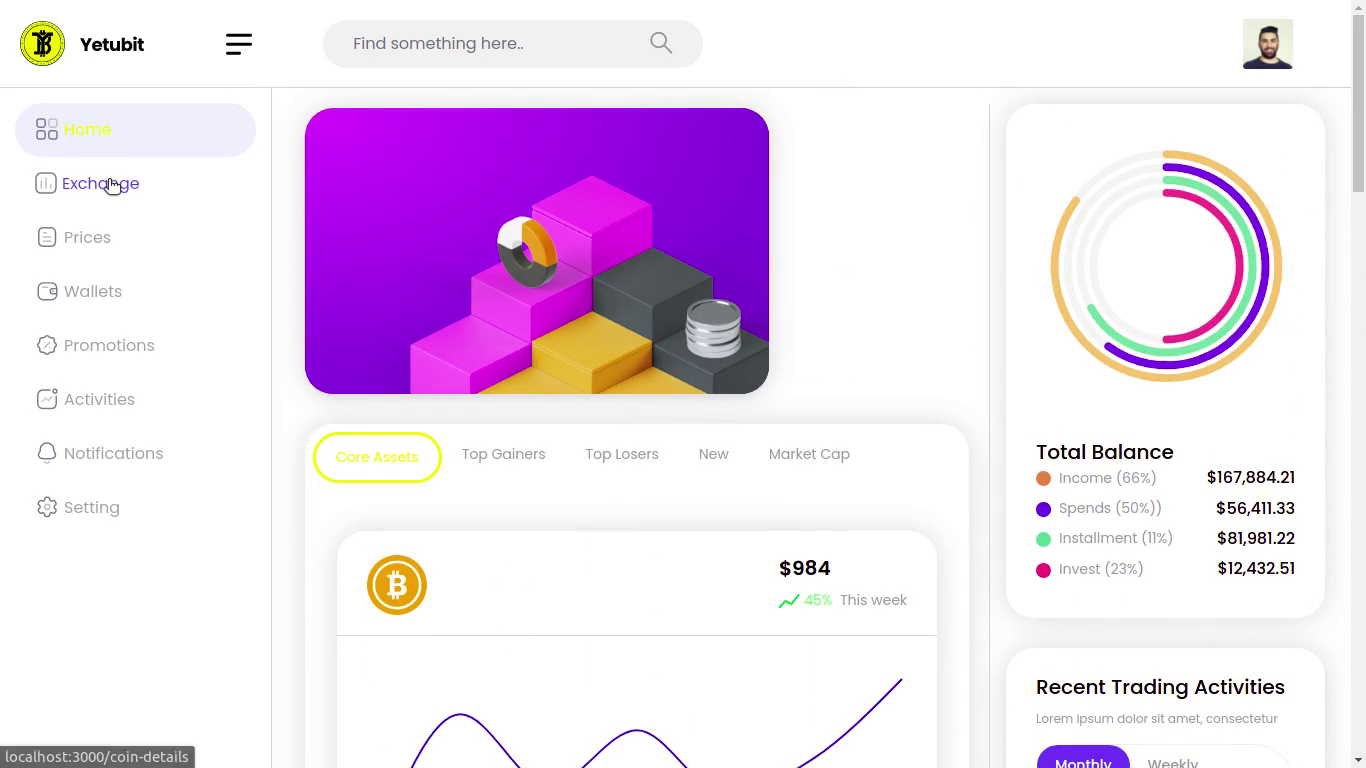 Yetubit
Find something here..
Home
Exchange
Prices
Wallets
Promotions
Activities
Notifications
Setting
Core Assets
Top Gainers
Top Losers
New
Market Cap
$984
45% This week
Total Balance
Income (66%) $167,884.21
Spends (50%)) $56,411.33
Installment (11%) $81,981.22
Invest (23%) $12,432.51
Recent Trading Activities
Lorem ipsum dolor sit amet, consectetur
Monthly
Weekly
localhost:3000/coin-details